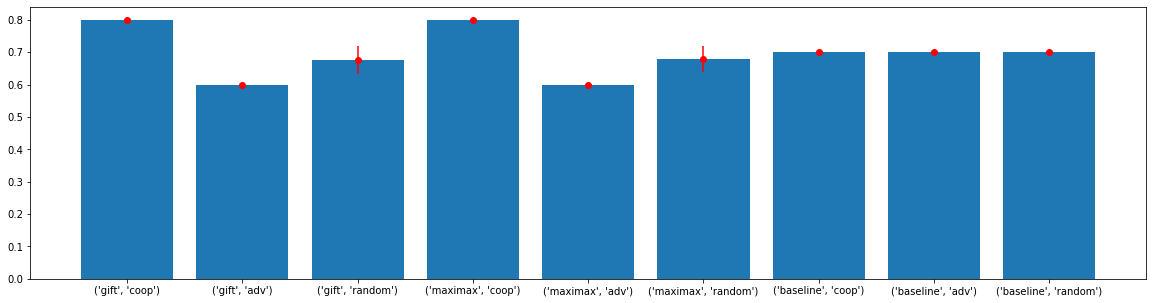 0.8
0.7
0.6
0.5
0.4
0.3
0.2
0.1
0.0
('gift', 'coop')
('gift', 'adv')
('gift', 'random')
('maximax', 'coop')
('maximax', 'adv')
('maximax', 'random')
('baseline', 'coop')
('baseline', 'adv')
('baseline', 'random')